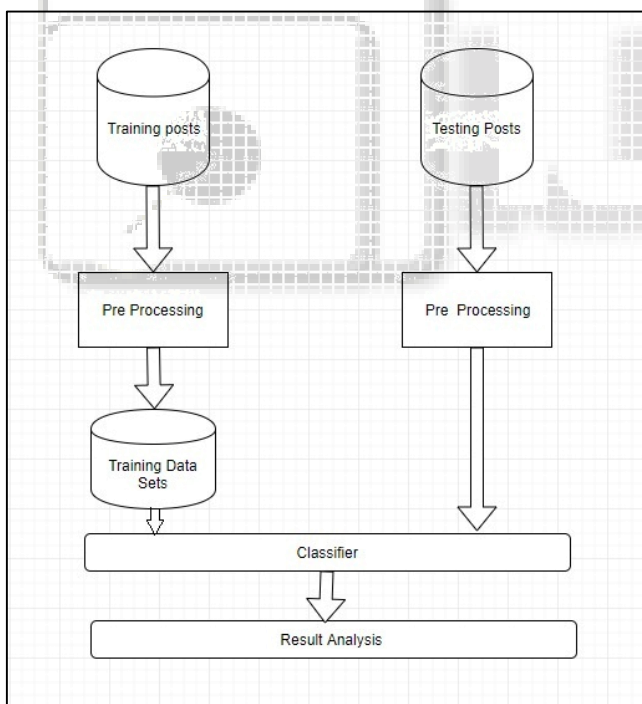 Training posts
Testing Posts
Pre Processing
Pre  Processing
Training Data
Sets
Classifier
Result Analysis